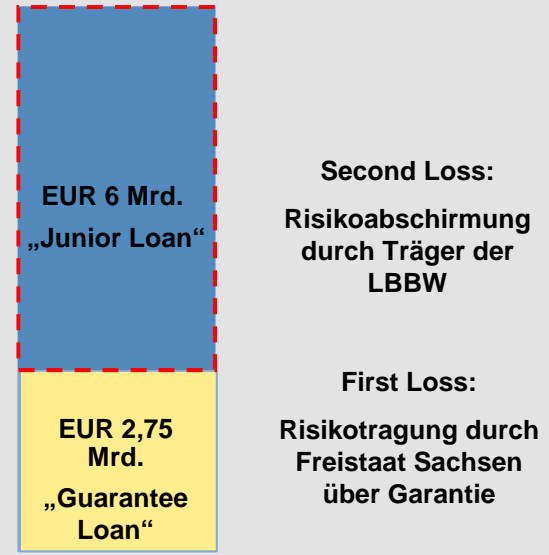 EUR 6 Mrd.
„Junior Loan“
Second Loss:
Risikoabschirmung
durch Träger der
LBBW
EUR 2,75
Mrd.
„Guarantee
Loan“
First Loss:
Risikotragung durch
Freistaat Sachsen
über Garantie